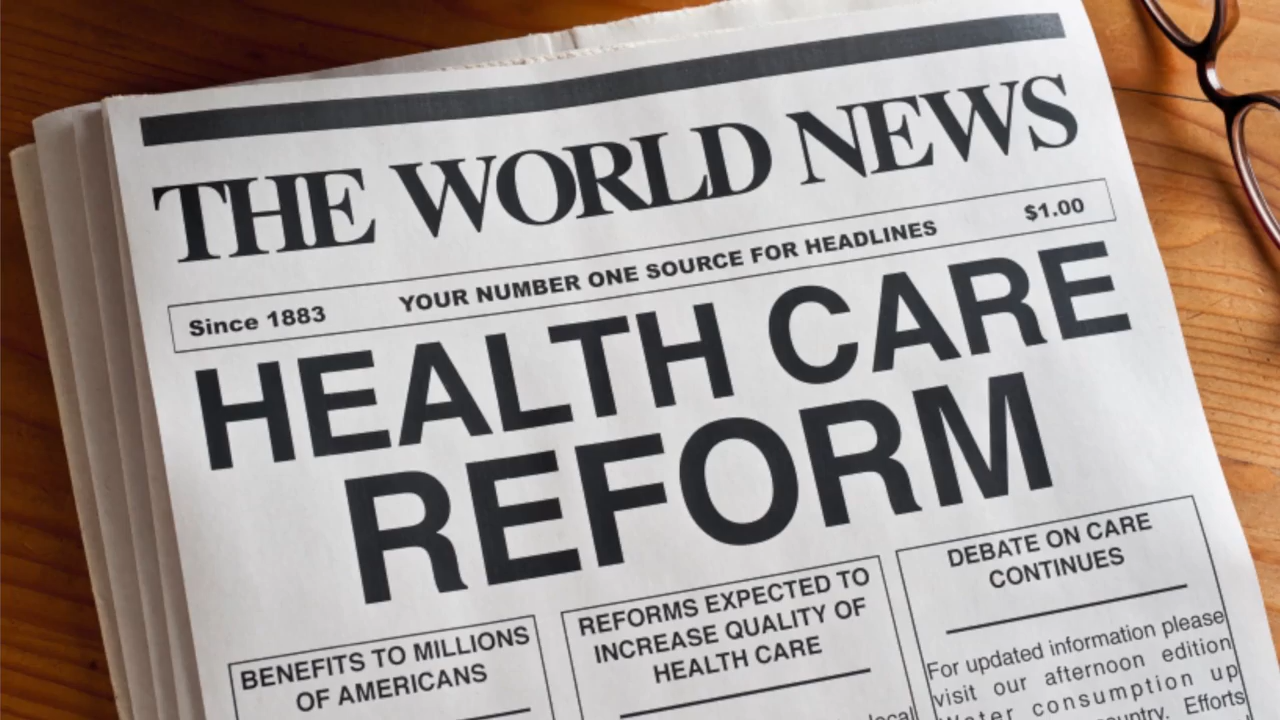 THE WORLD NEWS
Since 1883 YOUR NUMBER ONE SOURCE FOR HEADLINES $1.00
HEALTH CARE
REFORM
BENEFITS TO MILLIONS
OF AMERICANS
REFORMS EXPECTED TO
INCREASE QUALITY OF
HEALTH CARE
local
DEBATE ON CARE
CONTINUES
For updated information please
visit our afternoon edition
Water consumption up
country. Efforts